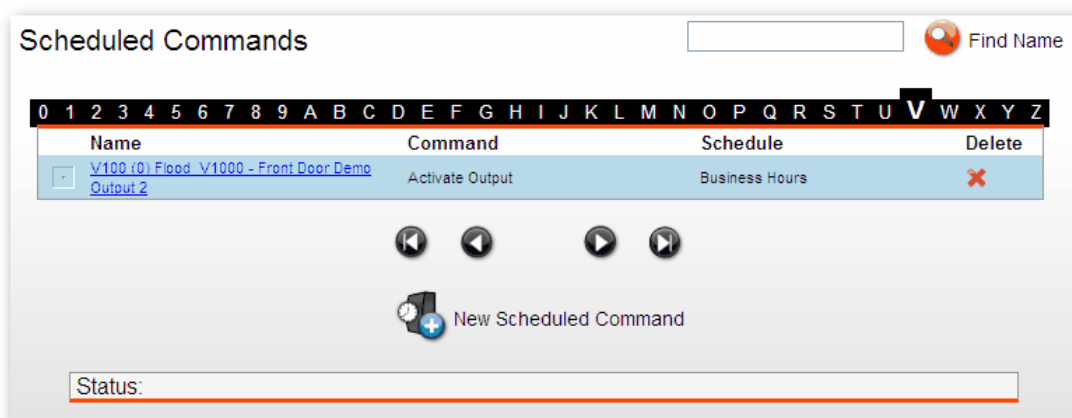 Scheduled Commands
Find Name
0 1 2 3 4 5 6 7 8 9 A B C D E F G H I J K L M N O P Q R S T U V W X Y Z
Name Command Schedule Delete
V100 (0) Flood V1000 - Front Door Demo
Output 2
Activate Output
Business Hours
New Scheduled Command
Status: